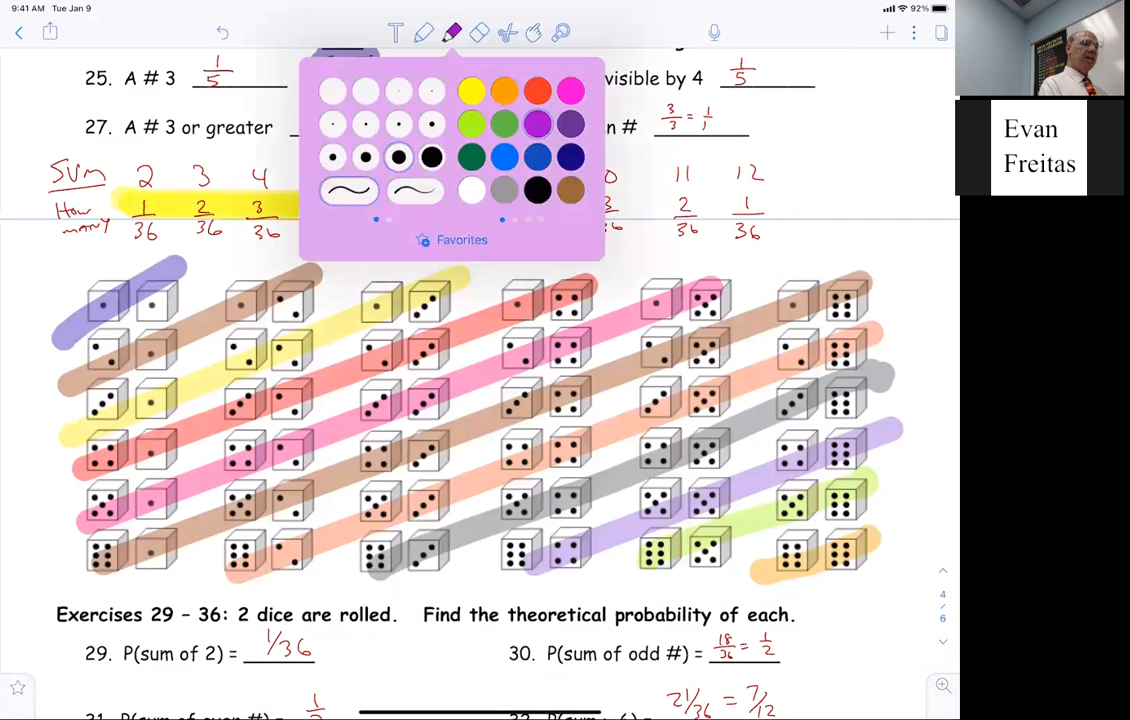 9:41 AM Tue Jan 9
92%
25. A # 3 1/5
visible by 4 1/5
27. A # 3 or greater
n # 3/3 = 1/1
SUM 2 3 4 11 12
How many 1/36 2/36 3/36 2/36 1/36
Favorites
Evan
Freitas
4
/
6
Exercises 29 - 36: 2 dice are rolled. Find the theoretical probability of each.
29. P(sum of 2) = 1/36
30. P(sum of odd #) = 18/36 = 1/2
21/36 = 7/12